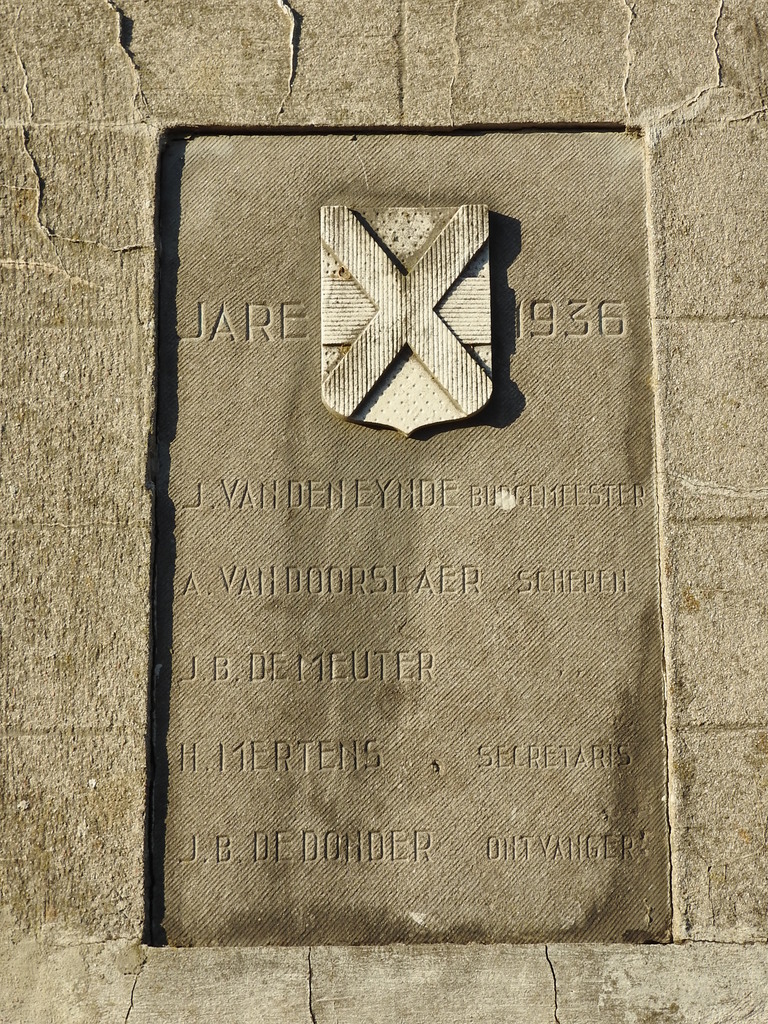 JARE 1936
J. VAN DEN EYNDE BURGEMEESTER
A. VAN DOORSLAER SCHEPEN
J.B. DE MEUTER
H. MERTENS SECRETARIS
J.B. DE DONDER ONTVANGER